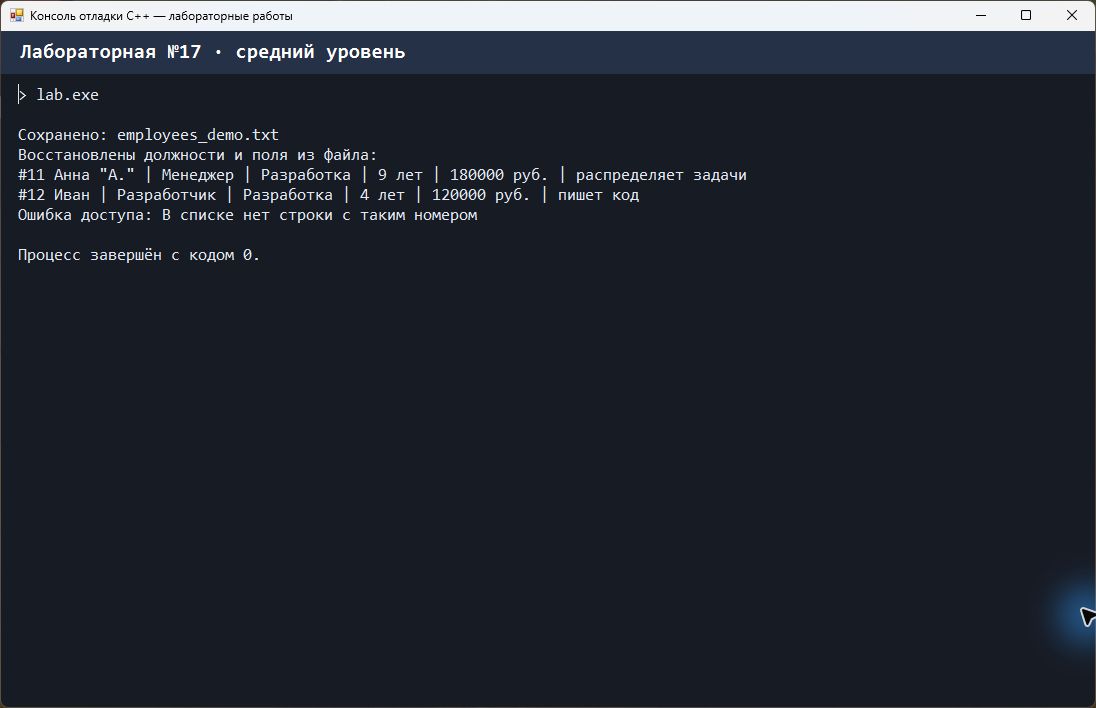 Консоль отладки C++ — лабораторные работы
Лабораторная №17 · средний уровень
> lab.exe
Сохранено: employees_demo.txt
Восстановлены должности и поля из файла:
#11 Анна "А." | Менеджер | Разработка | 9 лет | 180000 руб. | распределяет задачи
#12 Иван | Разработчик | Разработка | 4 лет | 120000 руб. | пишет код
Ошибка доступа: В списке нет строки с таким номером
Процесс завершён с кодом 0.